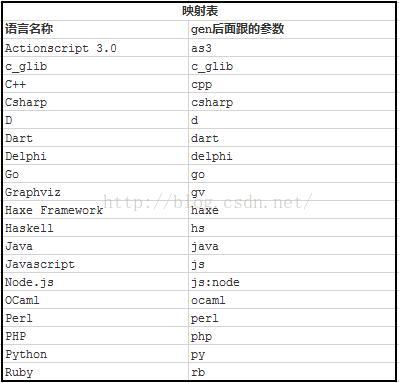 映射表
语言名称 gen后面跟的参数
Actionscript 3.0 as3
c_glib c_glib
C++ cpp
Csharp csharp
D d
Dart dart
Delphi delphi
Go go
Graphviz gv
http://blog.csdn.net/
Haxe Framework haxe
Haskell hs
Java java
Javascript js
Node.js js:node
OCaml ocaml
Perl perl
PHP php
Python py
Ruby rb